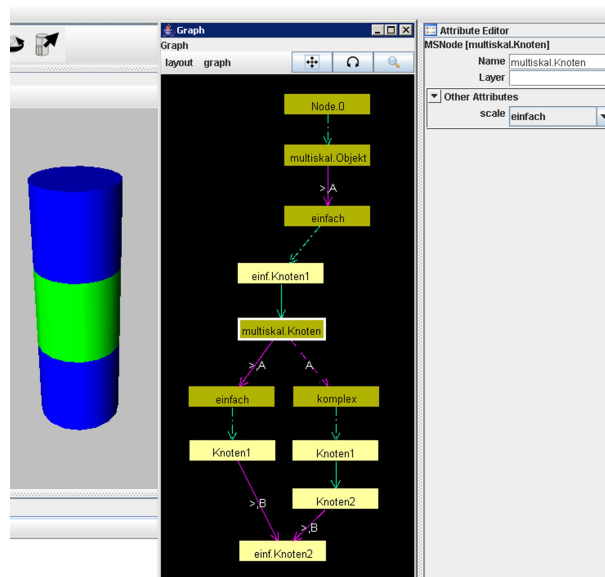 Graph
Graph
layout graph
Node.0
multiskal.Objekt
>,A
einfach
einf.Knoten1
multiskal.Knoten
>,A A
einfach komplex
Knoten1 Knoten1
>,B Knoten2
>,B
einf.Knoten2
Attribute Editor
MSNode [multiskal.Knoten]
Name multiskal.Knoten
Layer
Other Attributes
scale einfach